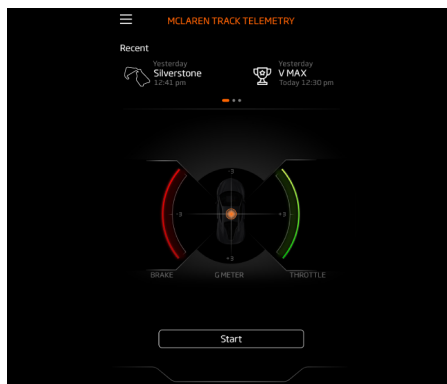 MCLAREN TRACK TELEMETRY
Recent
Yesterday
Silverstone
12:41 pm
Yesterday
V MAX
Today 12:30 pm
-3
-3
+3
+3
BRAKE
G METER
THROTTLE
Start